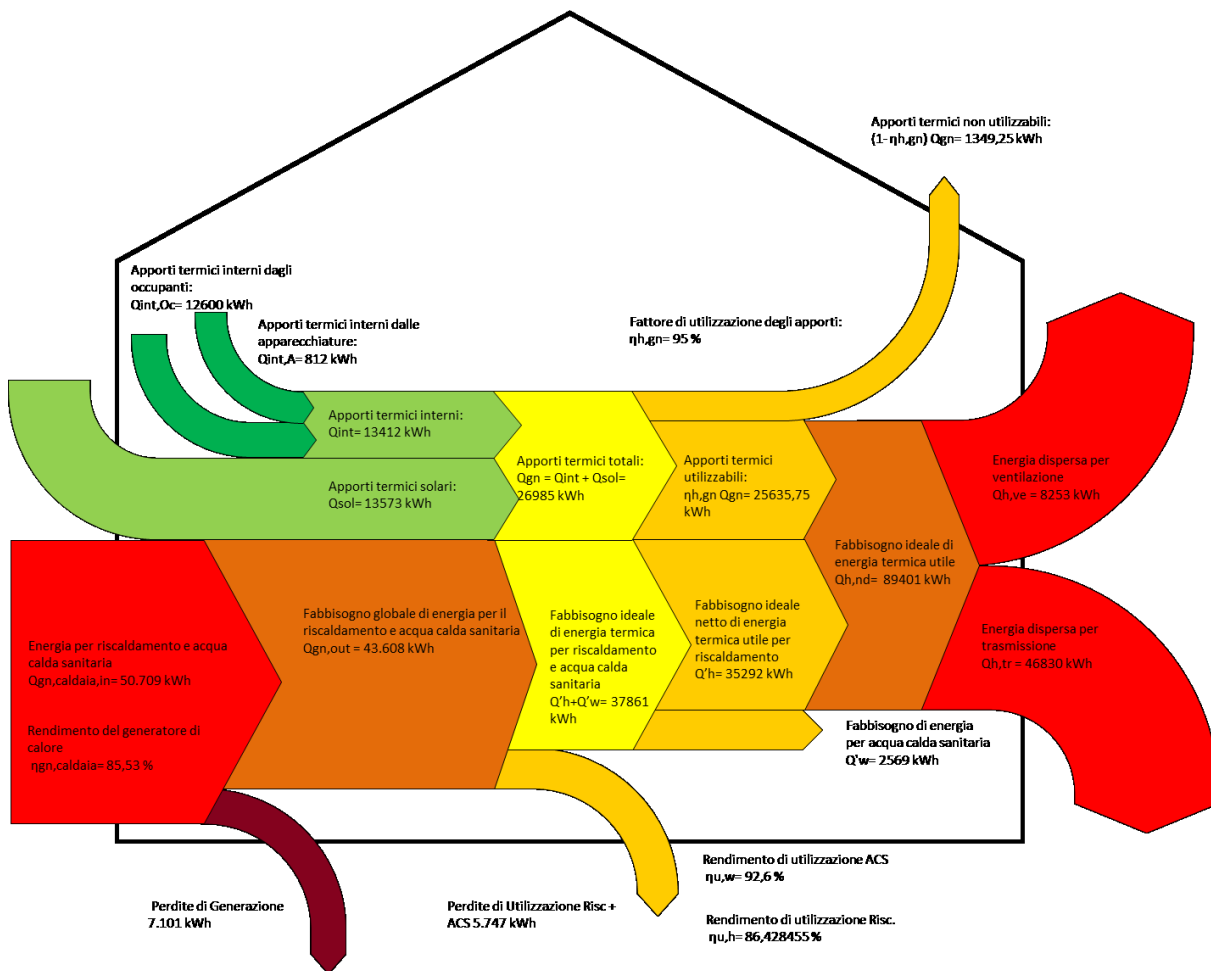 Apporti termici non utilizzabili:
(1- ηh,gn) Qgn= 1349,25 kWh
Apporti termici interni dagli
occupanti:
Qint,Oc= 12600 kWh
Apporti termici interni dalle
apparecchiature:
Qint,A= 812 kWh
Fattore di utilizzazione degli apporti:
ηh,gn= 95 %
Apporti termici interni:
Qint= 13412 kWh
Apporti termici solari:
Qsol= 13573 kWh
Apporti termici totali:
Qgn = Qint + Qsol=
26985 kWh
Apporti termici
utilizzabili:
ηh,gn Qgn= 25635,75
kWh
Energia dispersa per
ventilazione
Qh,ve = 8253 kWh
Fabbisogno ideale di
energia termica utile
Qh,nd= 89401 kWh
Energia per riscaldamento e acqua
calda sanitaria
Qgn,caldaia,In= 50.709 kWh
Rendimento del generatore di
calore
ηgn,caldaia= 85,53 %
Fabbisogno globale di energia per il
riscaldamento e acqua calda sanitaria
Qgn,out = 43.608 kWh
Fabbisogno ideale
di energia termica
per riscaldamento
e acqua calda
sanitaria
Q'h+Q'w= 37861
kWh
Fabbisogno ideale
netto di energia
termica utile per
riscaldamento
Q'h= 35292 kWh
Energia dispersa per
trasmissione
Qh,tr = 46830 kWh
Fabbisogno di energia
per acqua calda sanitaria
Q'w= 2569 kWh
Perdite di Generazione
7.101 kWh
Perdite di Utilizzazione Risc +
ACS 5.747 kWh
Rendimento di utilizzazione ACS
ηu,w= 92,6 %
Rendimento di utilizzazione Risc.
ηu,h= 86,428455 %